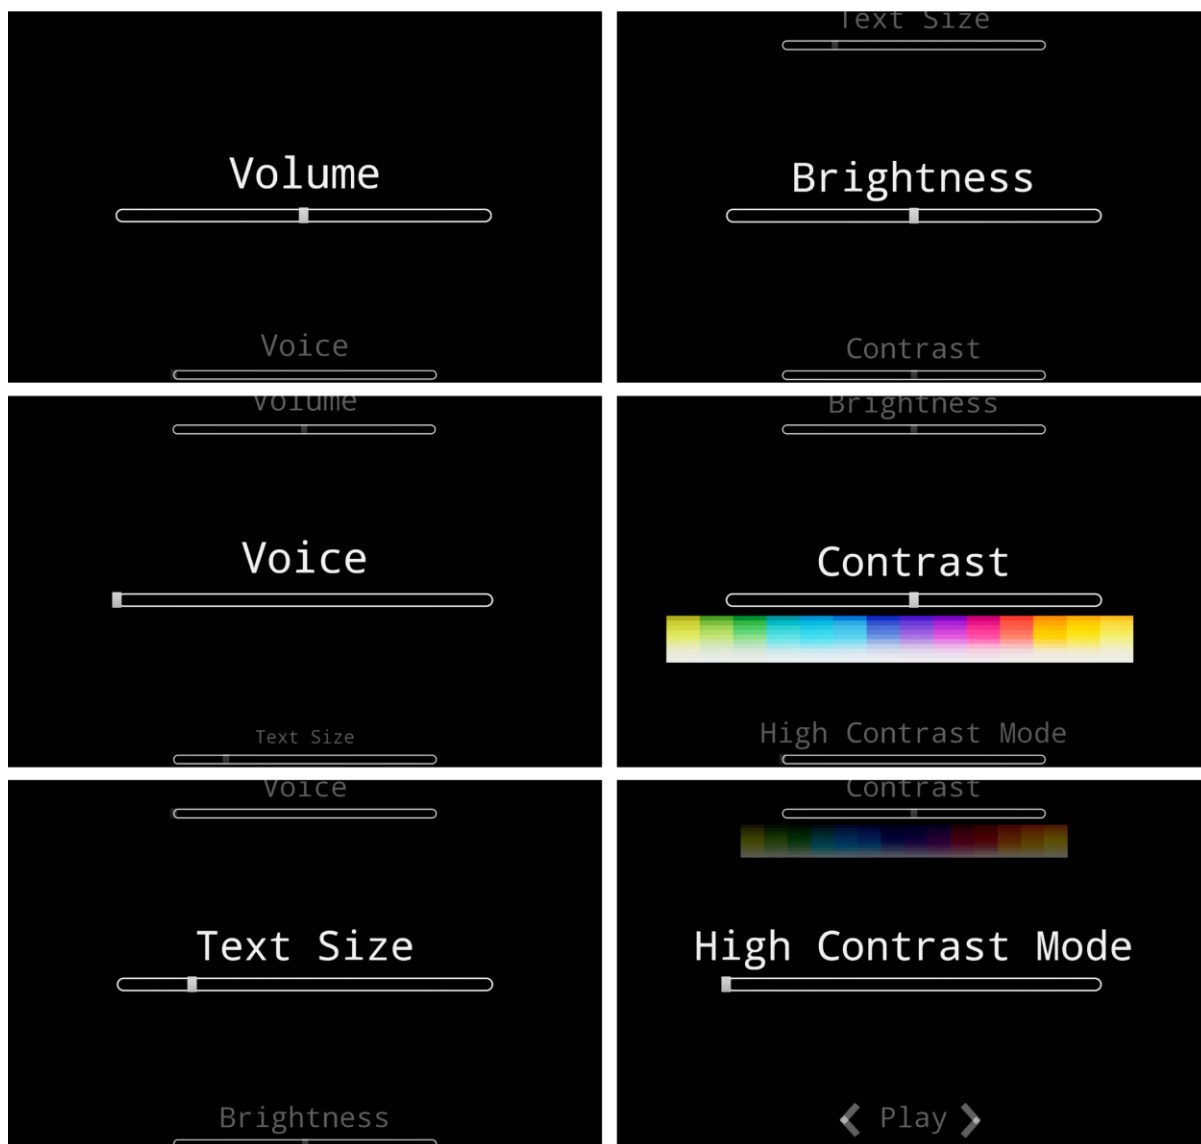 Volume
Voice
Text Size
Brightness
Contrast
Volume
Voice
Text Size
Brightness
Contrast
High Contrast Mode
Voice
Text Size
Brightness
Contrast
High Contrast Mode
Play